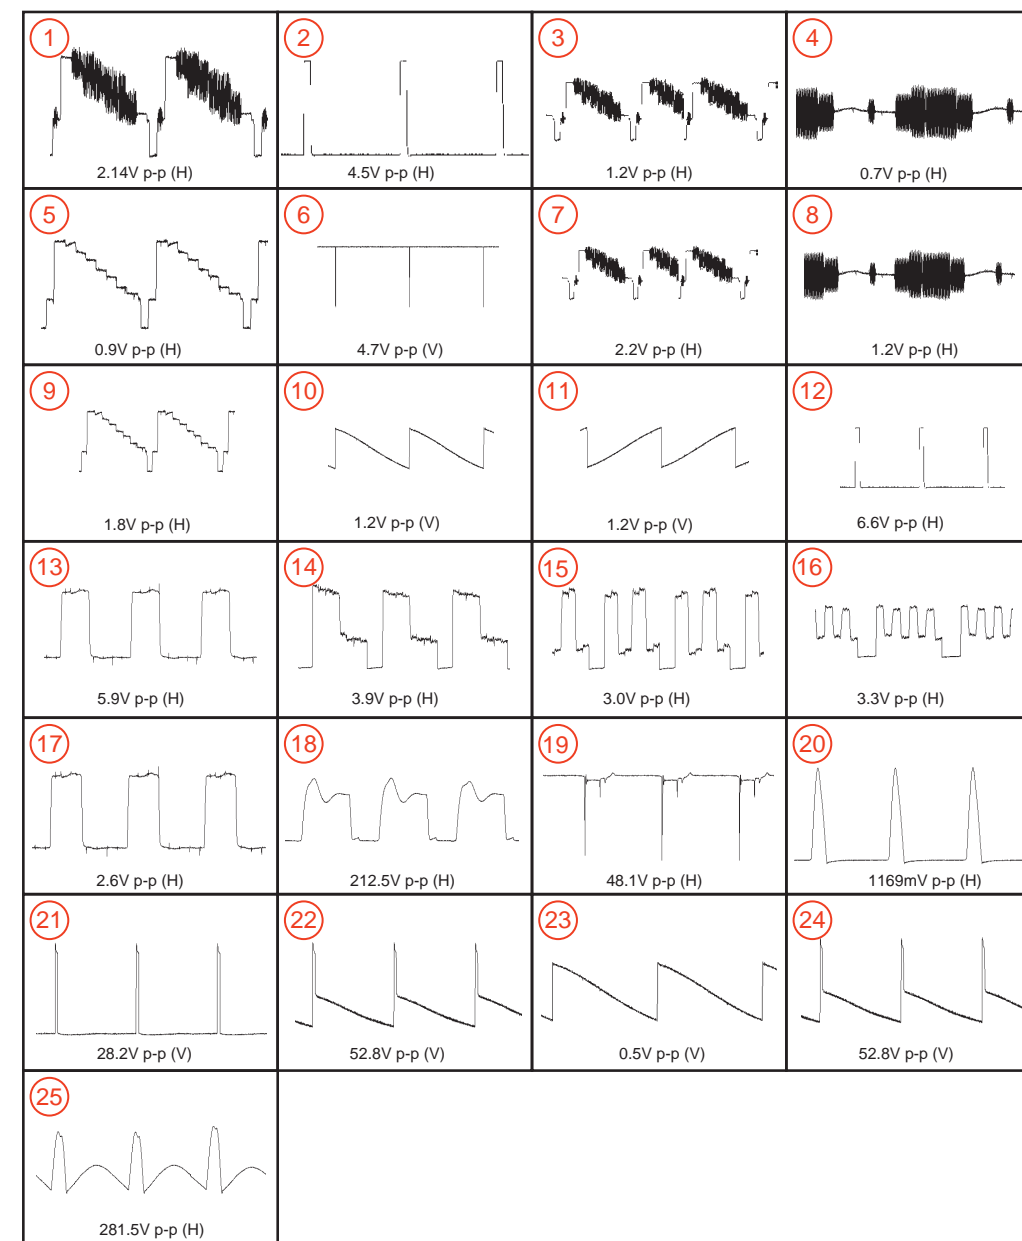 1 2 3 4
2.14V p-p (H) 4.5V p-p (H) 1.2V p-p (H) 0.7V p-p (H)
5 6 7 8
0.9V p-p (H) 4.7V p-p (V) 2.2V p-p (H) 1.2V p-p (H)
9 10 11 12
1.8V p-p (H) 1.2V p-p (V) 1.2V p-p (V) 6.6V p-p (H)
13 14 15 16
5.9V p-p (H) 3.9V p-p (H) 3.0V p-p (H) 3.3V p-p (H)
17 18 19 20
2.6V p-p (H) 212.5V p-p (H) 48.1V p-p (H) 1169mV p-p (H)
21 22 23 24
28.2V p-p (V) 52.8V p-p (V) 0.5V p-p (V) 52.8V p-p (V)
25
281.5V p-p (H)